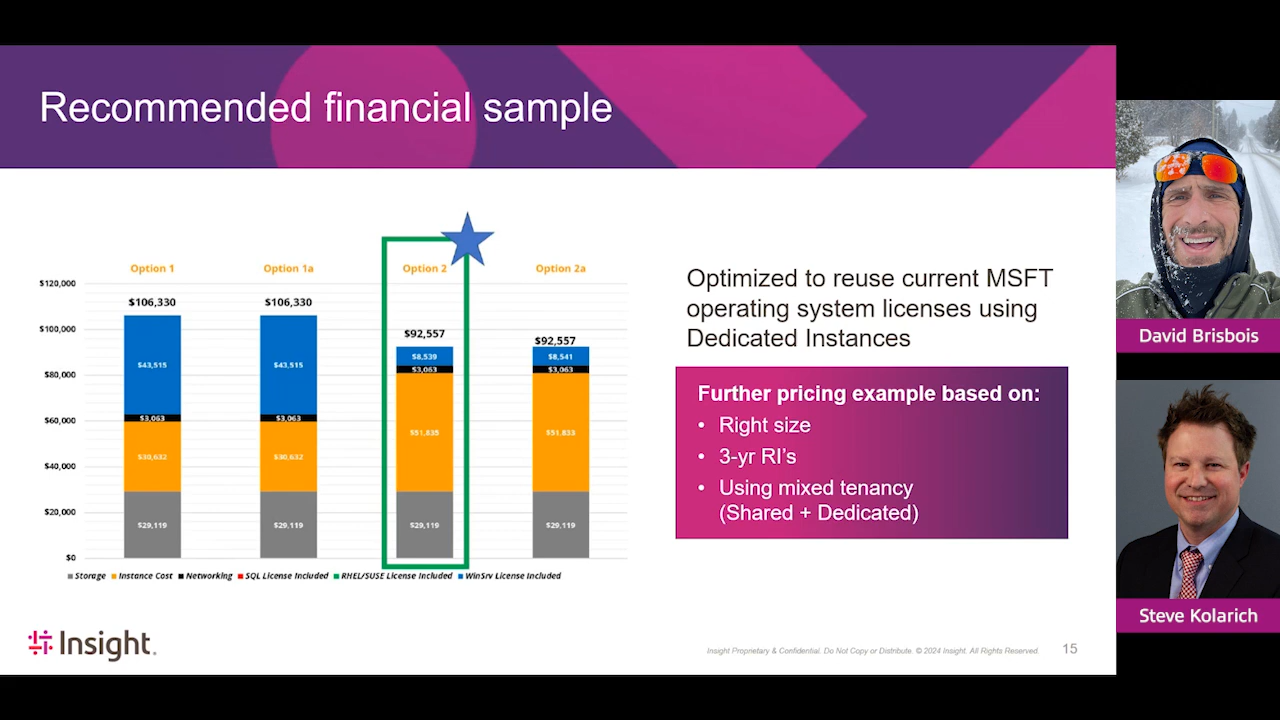 Recommended financial sample
Option 1
Option 1a
Option 2
Option 2a
$120,000
$100,000
$80,000
$60,000
$40,000
$20,000
$0
$106,330
$106,330
$92,557
$92,557
$43,515
$43,515
$8,539
$8,541
$3,063
$3,063
$3,063
$3,063
$30,632
$30,632
$51,835
$51,833
$29,119
$29,119
$29,119
$29,119
Storage Instance Cost Networking SQL License Included RHEL/SUSE License Included WinSrv License Included
Optimized to reuse current MSFT
operating system licenses using
Dedicated Instances
Further pricing example based on:
• Right size
• 3-yr RI's
• Using mixed tenancy
(Shared + Dedicated)
David Brisbois
Steve Kolarich
Insight.
Insight Proprietary & Confidential. Do Not Copy or Distribute. © 2024 Insight. All Rights Reserved
15